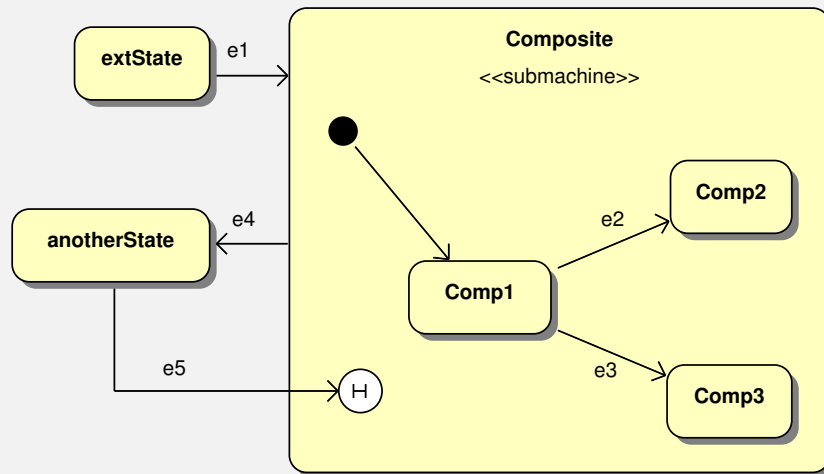 Composite
<<submachine>>
extState
e1
anotherState
e4
e5
H
Comp1
e2
Comp2
e3
Comp3